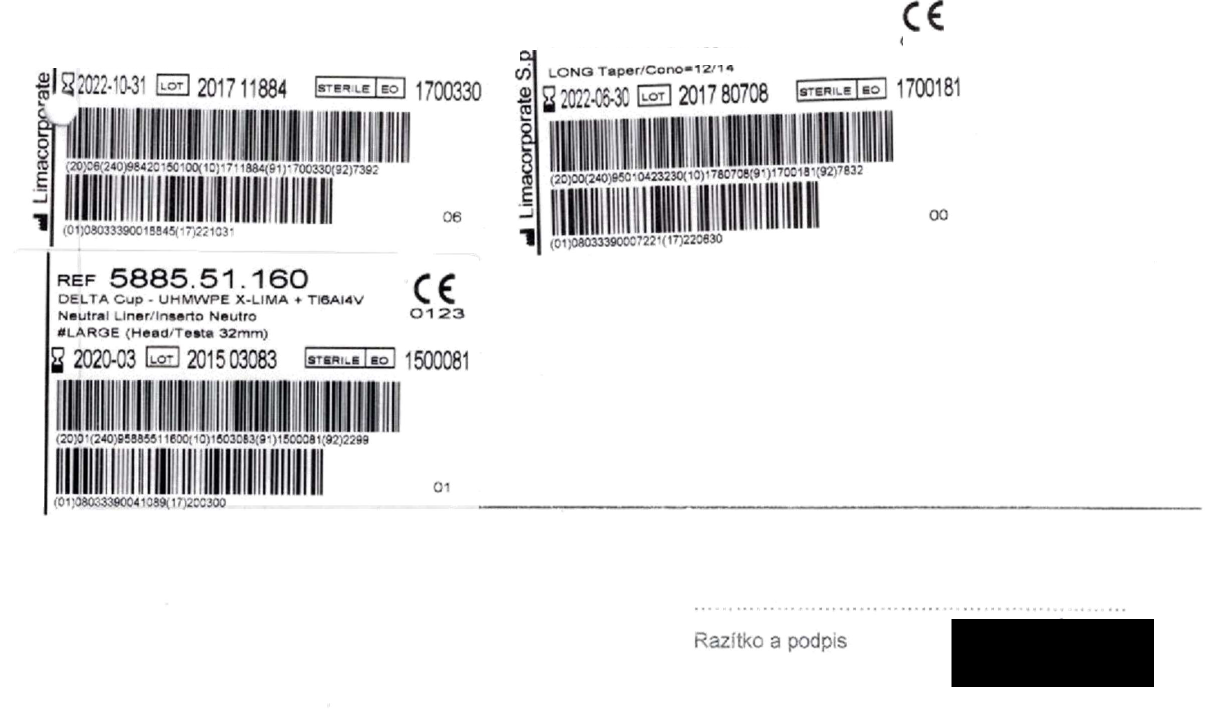 Limacorporate
2022-10-31 LOT 2017 11884 STERILE EO 1700330
(20)06(240)98420150100(10)1711884(91)1700330(92)7392
06
(01)08033390018845(17)221031
Limacorporate S.p
LONG Taper/Cono=12/14
2022-06-30 LOT 2017 80708 STERILE EO 1700181
(20)00(240)95010423230(10)1780708(91)1700181(92)7832
00
(01)08033390007221(17)220630
REF 5885.51.160
DELTA Cup - UHMWPE X-LIMA + Ti6Al4V
Neutral Liner/Inserto Neutro
0123
#LARGE (Head/Testa 32mm)
2020-03 LOT 2015 03083 STERILE EO 1500081
(20)01(240)95885511600(10)1503083(91)1500081(92)2299
01
(01)08033390041089(17)200300
Razítko a podpis